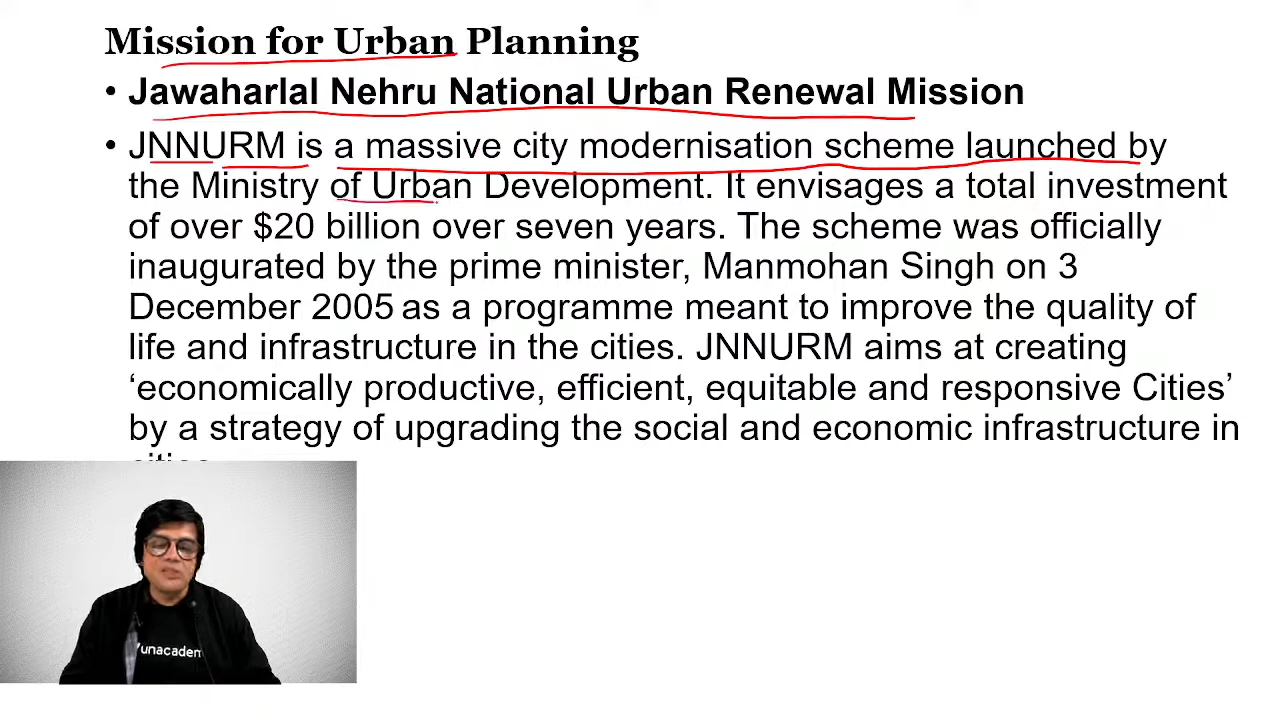 Mission for Urban Planning
• Jawaharlal Nehru National Urban Renewal Mission
• JNNURM is a massive city modernisation scheme launched by
the Ministry of Urban Development. It envisages a total investment
of over $20 billion over seven years. The scheme was officially
inaugurated by the prime minister, Manmohan Singh on 3
December 2005 as a programme meant to improve the quality of
life and infrastructure in the cities. JNNURM aims at creating
‘economically productive, efficient, equitable and responsive Cities’
by a strategy of upgrading the social and economic infrastructure in
unacadem